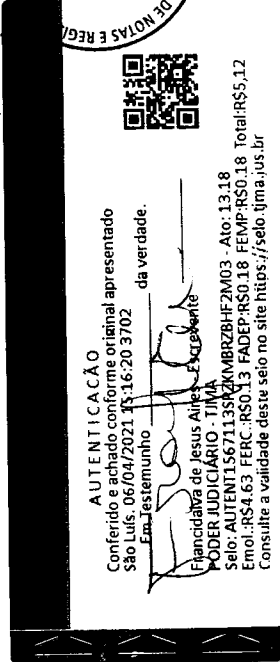 DE NOTAS E REGI
AUTENTICAÇÃO
Conferido e achado conforme original apresentado
São Luís, 06/04/2021 15:16:20 3702
Em Testemunho ______ da verdade.
Francidalva de Jesus Aires - Escrevente
PODER JUDICIÁRIO - TJMA
Selo: AUTENT1567113SPZKMBRZBHF2M03 - Ato: 13.18
Emol.:R$4.63 FERC.:R$0.13 FADEP:R$0.18 FEMP:R$0.18 Total:R$5,12
Consulte a validade deste selo no site https://selo.tjma.jus.br